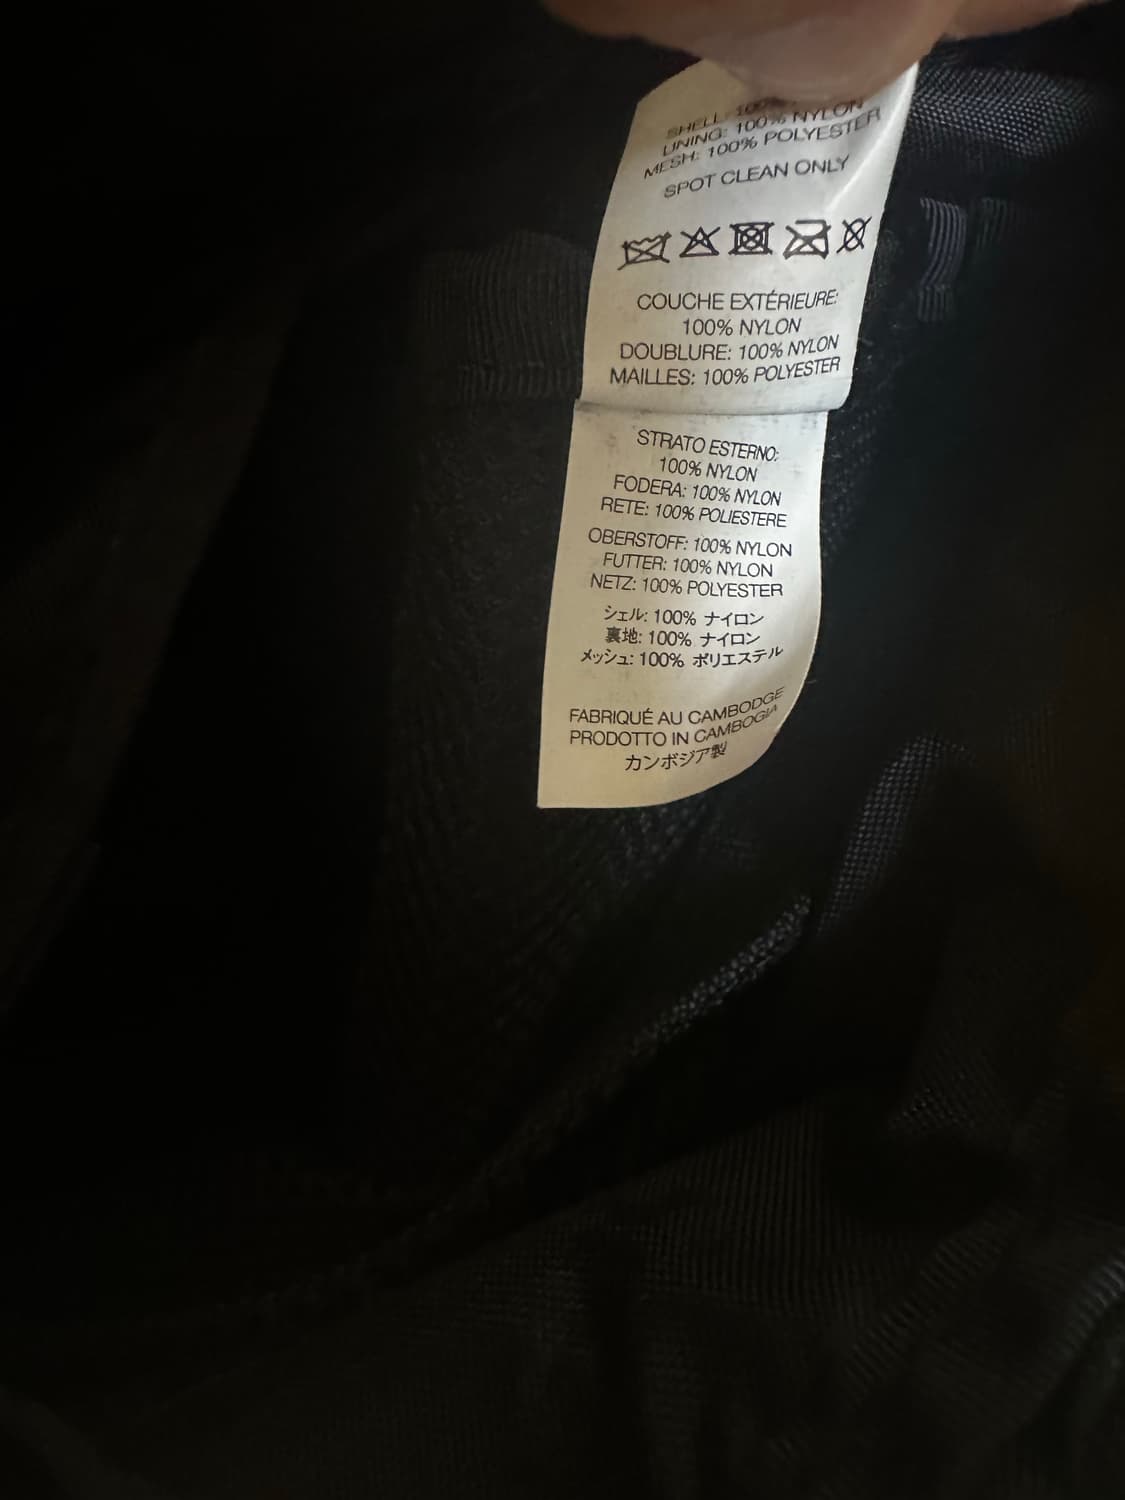 SHELL: 100%
LINING: 100% NYLON
MESH: 100% POLYESTER
SPOT CLEAN ONLY
COUCHE EXTÉRIEURE:
100% NYLON
DOUBLURE: 100% NYLON
MAILLES: 100% POLYESTER
STRATO ESTERNO:
100% NYLON
FODERA: 100% NYLON
RETE: 100% POLIESTERE
OBERSTOFF: 100% NYLON
FUTTER: 100% NYLON
NETZ: 100% POLYESTER
シェル: 100% ナイロン
裏地: 100% ナイロン
メッシュ: 100% ポリエステル
FABRIQUÉ AU CAMBODGE
PRODOTTO IN CAMBOGIA
カンボジア製